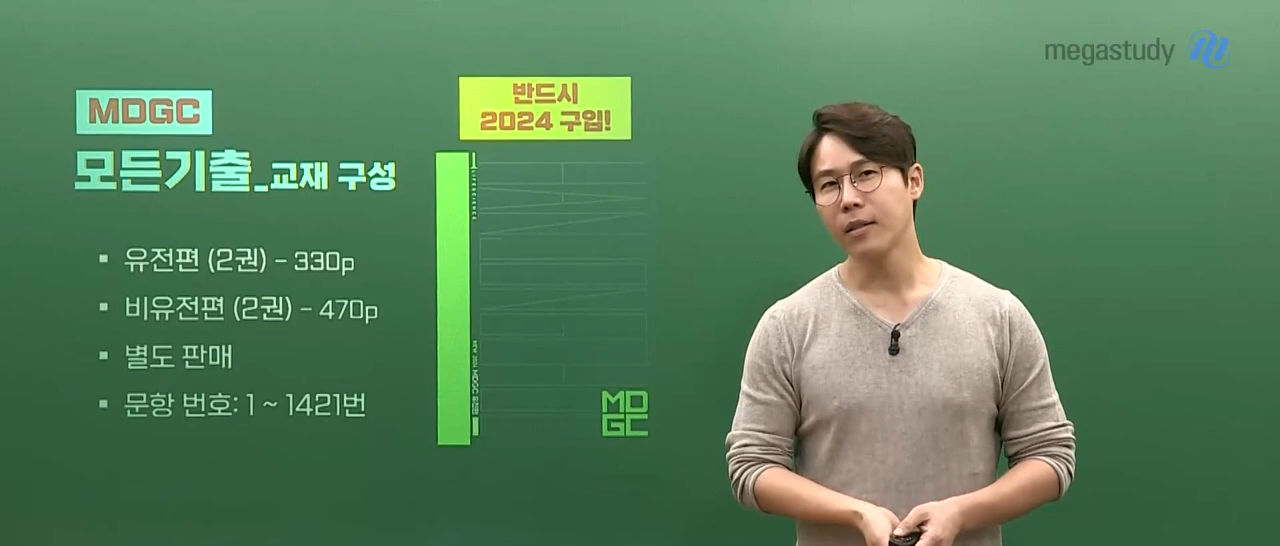 megastudy
MDGC
모든기출_교재 구성
유전편 (2권) - 330p
비유전편 (2권) - 470p
별도 판매
문항 번호: 1 ~ 1421번
반드시
2024 구입!
MD
GC